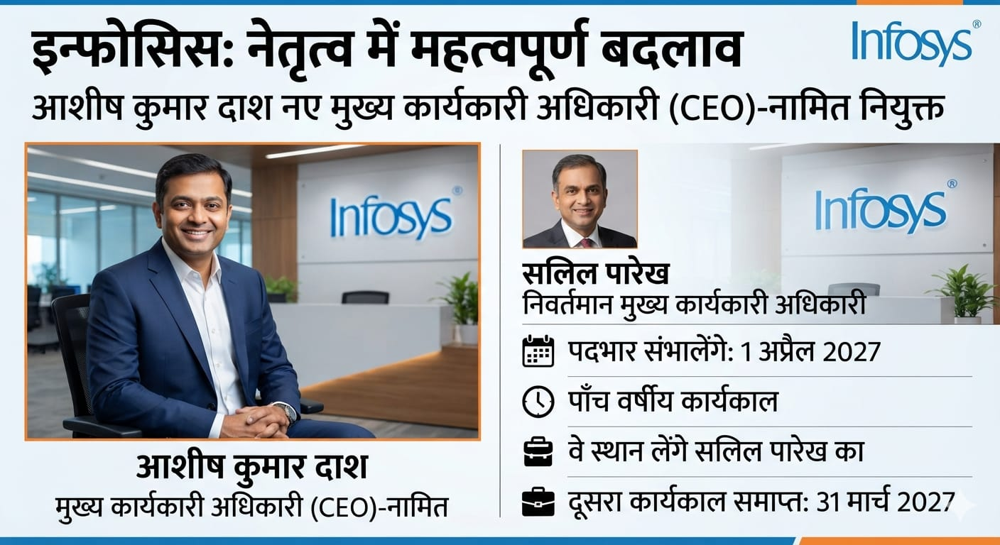 इन्फोसिस: नेतृत्व में महत्वपूर्ण बदलाव
Infosys®
आशीष कुमार दाश नए मुख्य कार्यकारी अधिकारी (CEO)-नामित नियुक्त
Infosys®
आशीष कुमार दाश
मुख्य कार्यकारी अधिकारी (CEO)-नामित
Infosys®
सलिल पारेख
निवर्तमान मुख्य कार्यकारी अधिकारी
पदभार संभालेंगे: 1 अप्रैल 2027
पाँच वर्षीय कार्यकाल
वे स्थान लेंगे सलिल पारेख का
दूसरा कार्यकाल समाप्त: 31 मार्च 2027